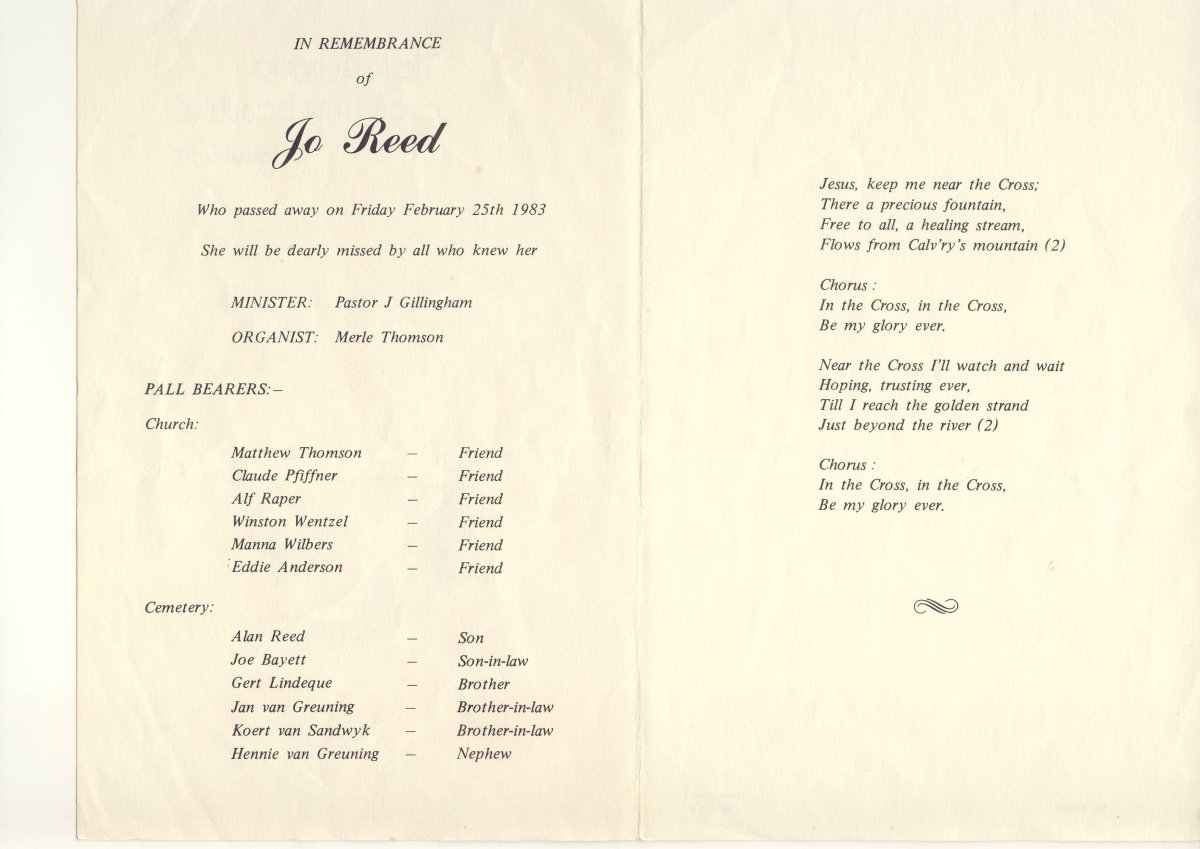 IN REMEMBRANCE
of
Jo Reed
Who passed away on Friday February 25th 1983
She will be dearly missed by all who knew her
MINISTER: Pastor J Gillingham
ORGANIST: Merle Thomson
PALL BEARERS:–
Church:
Matthew Thomson – Friend
Claude Pfiffner – Friend
Alf Raper – Friend
Winston Wentzel – Friend
Manna Wilbers – Friend
Eddie Anderson – Friend
Cemetery:
Alan Reed – Son
Joe Bayett – Son-in-law
Gert Lindeque – Brother
Jan van Greuning – Brother-in-law
Koert van Sandwyk – Brother-in-law
Hennie van Greuning – Nephew
Jesus, keep me near the Cross;
There a precious fountain,
Free to all, a healing stream,
Flows from Calv'ry's mountain (2)
Chorus :
In the Cross, in the Cross,
Be my glory ever.
Near the Cross I'll watch and wait
Hoping, trusting ever,
Till I reach the golden strand
Just beyond the river (2)
Chorus :
In the Cross, in the Cross,
Be my glory ever.